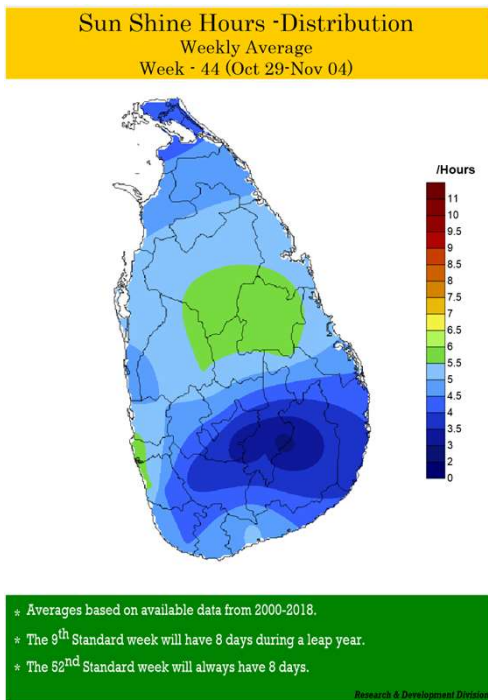 Sun Shine Hours -Distribution
Weekly Average
Week - 44 (Oct 29-Nov 04)
/Hours
11
10
9.5
9
8.5
8
7.5
7
6.5
6
5.5
5
4.5
4
3.5
3
2
0
* Averages based on available data from 2000-2018.
* The 9th Standard week will have 8 days during a leap year.
* The 52nd Standard week will always have 8 days.
Research & Development Division